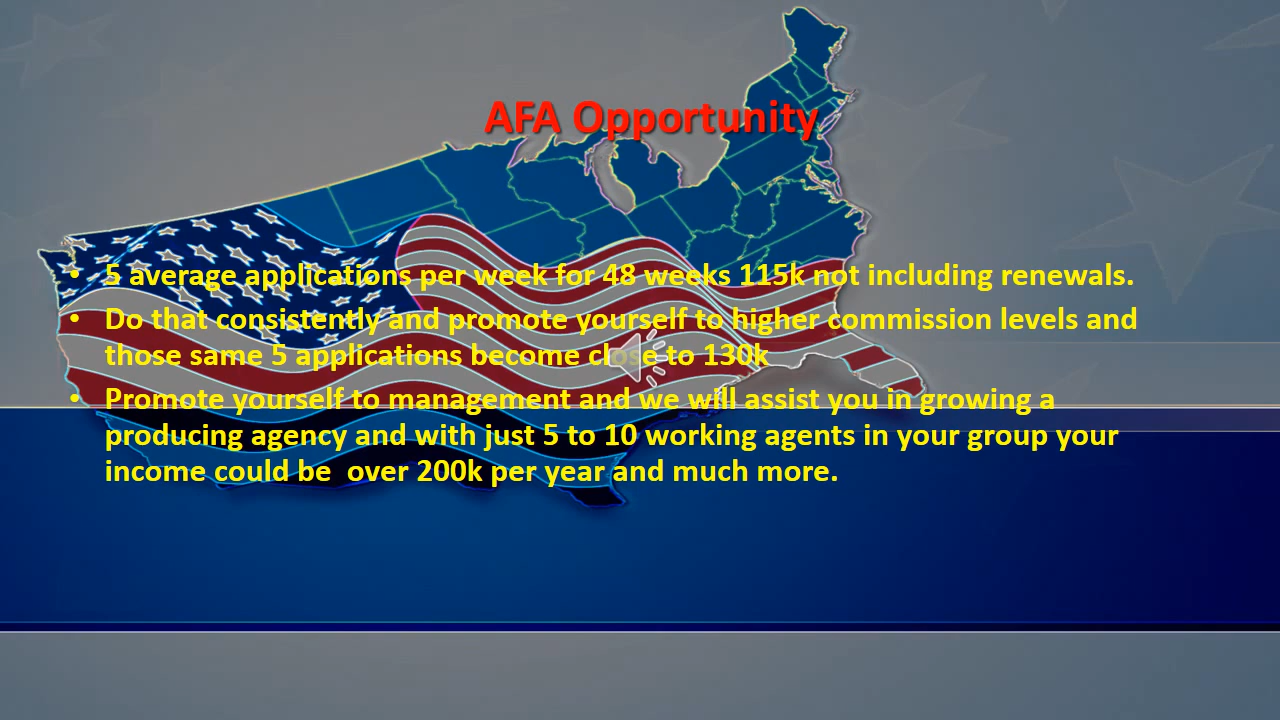 AFA Opportunity
• 5 average applications per week for 48 weeks 115k not including renewals.
• Do that consistently and promote yourself to higher commission levels and
those same 5 applications become close to 130k
• Promote yourself to management and we will assist you in growing a
producing agency and with just 5 to 10 working agents in your group your
income could be  over 200k per year and much more.